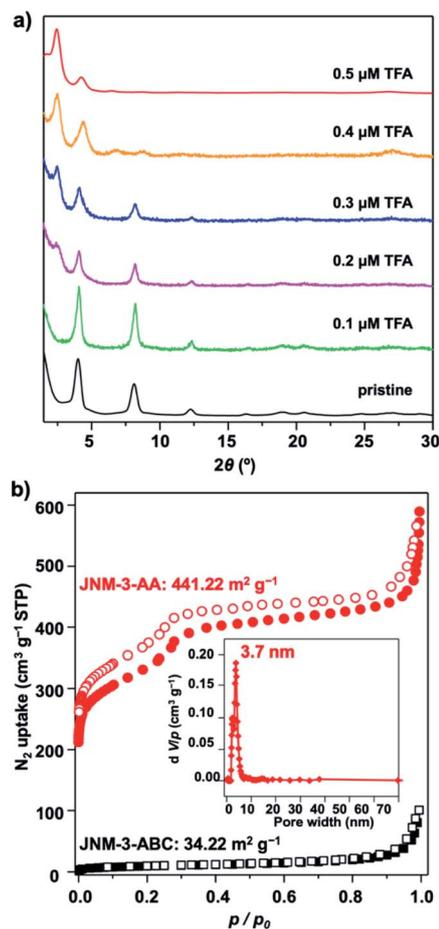 a)
0.5 μM TFA
0.4 μM TFA
0.3 μM TFA
0.2 μM TFA
0.1 μM TFA
pristine
5 10 15 20 25 30
2θ (º)
b)
600
500
400
300
200
100
0
N₂ uptake (cm³ g⁻¹ STP)
JNM-3-AA: 441.22 m² g⁻¹
3.7 nm
0.20
0.15
0.10
0.05
0.00
d V/p (cm³ g⁻¹)
0 10 20 30 40 50 60 70
Pore width (nm)
JNM-3-ABC: 34.22 m² g⁻¹
0.0 0.2 0.4 0.6 0.8 1.0
p / p₀